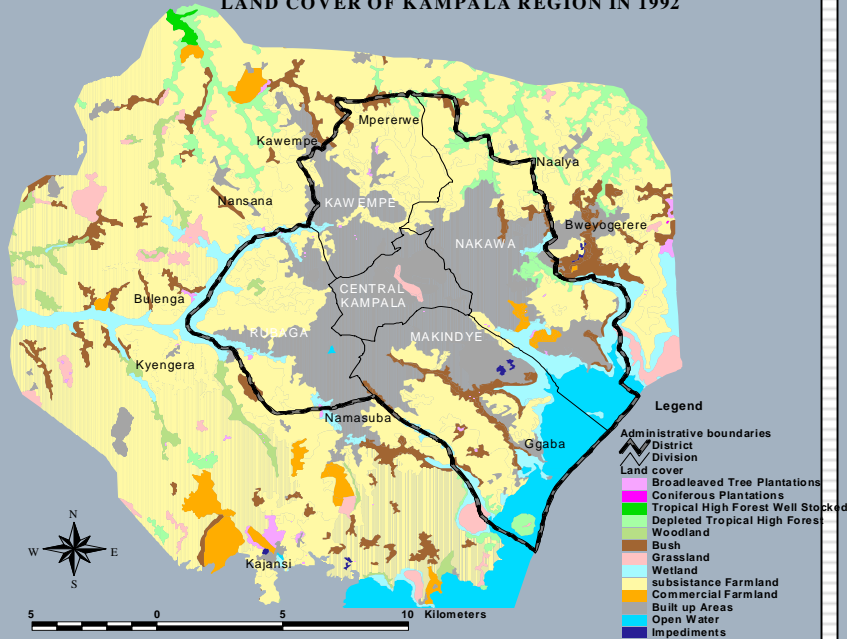 LAND COVER OF KAMPALA REGION IN 1992
Mpererwe
Kawempe
Naalya
Nansana
KAWEMPE
Bweyogerere
NAKAWA
CENTRAL
KAMPALA
Bulenga
RUBAGA
MAKINDYE
Kyengera
Namasuba
Ggaba
Kajansi
N
W
E
S
5
0
5
10
Kilometers
Legend
Administrative boundaries
District
Division
Land cover
Broadleaved Tree Plantations
Coniferous Plantations
Tropical High Forest Well Stocked
Depleted Tropical High Forest
Woodland
Bush
Grassland
Wetland
subsistance Farmland
Commercial Farmland
Built up Areas
Open Water
Impediments